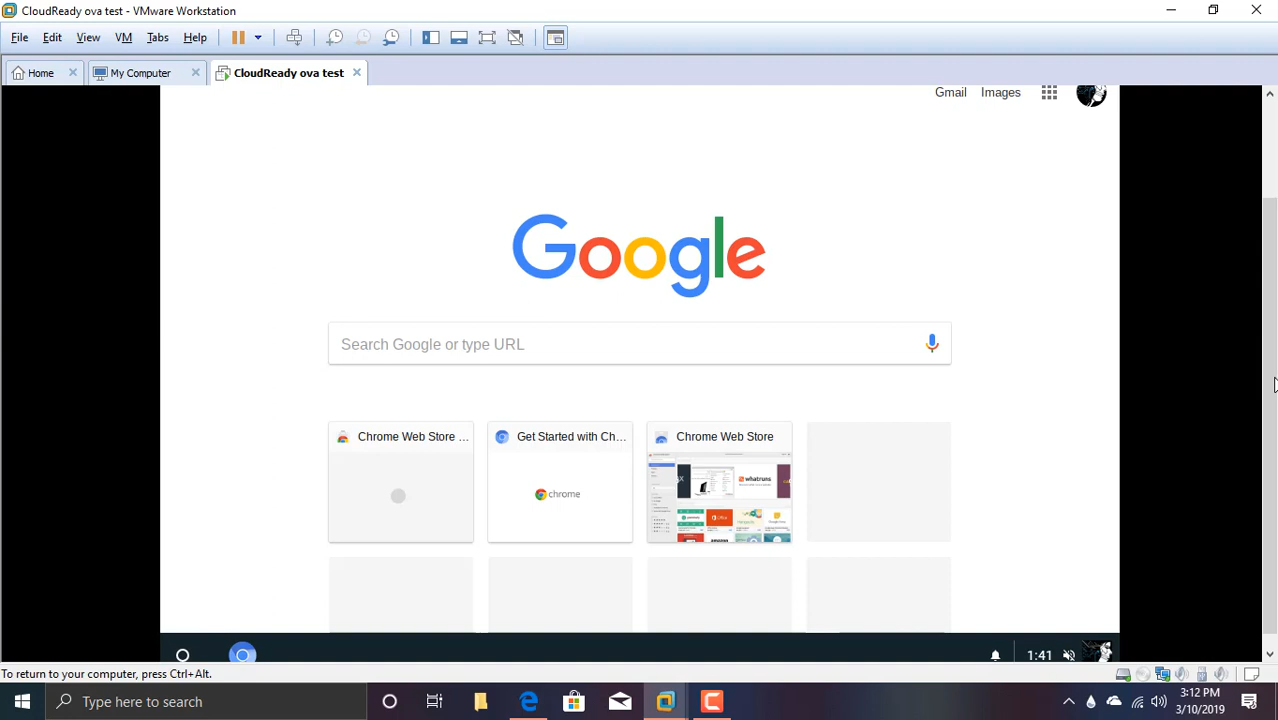 CloudReady ova test - VMware Workstation
File Edit View VM Tabs Help
Home My Computer CloudReady ova test
Gmail Images
Google
Search Google or type URL
Chrome Web Store ... Get Started with Ch... Chrome Web Store
chrome
whatruns
Office
1:41
To return to your computer, press Ctrl+Alt.
Type here to search
3:12 PM
3/10/2019